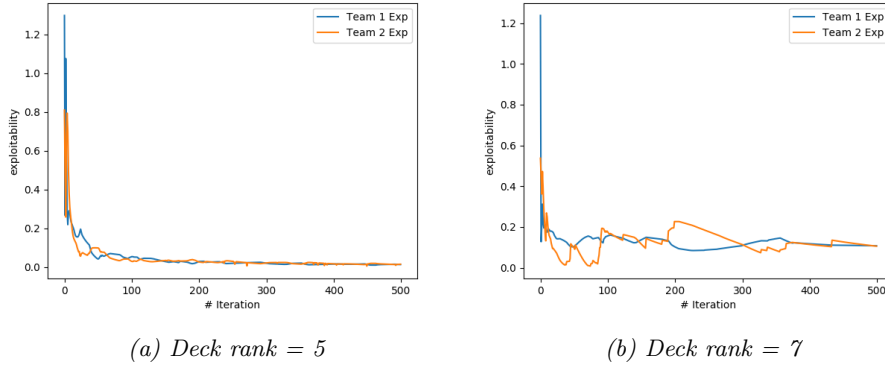 Team 1 Exp
Team 2 Exp
1.2
1.0
0.8
0.6
0.4
0.2
0.0
exploitability
0 100 200 300 400 500
# Iteration
(a) Deck rank = 5
Team 1 Exp
Team 2 Exp
1.2
1.0
0.8
0.6
0.4
0.2
0.0
exploitability
0 100 200 300 400 500
# Iteration
(b) Deck rank = 7